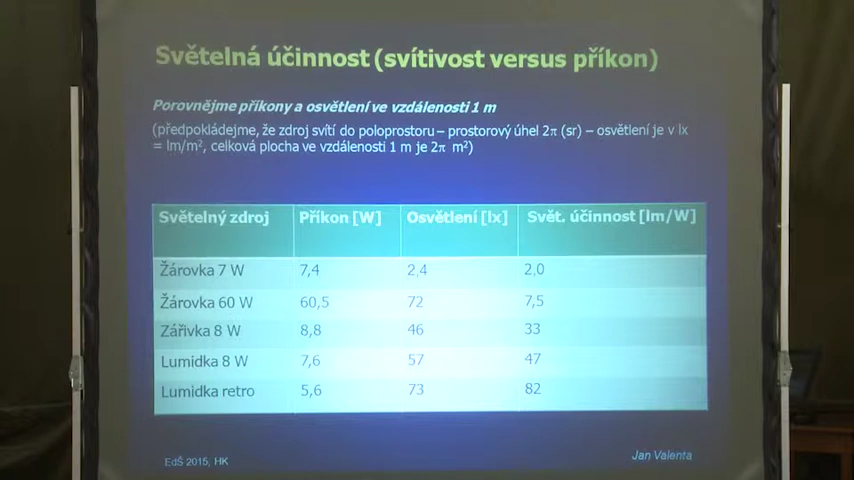 Světelná účinnost (svítivost versus příkon)
Porovnějme příkony a osvětlení ve vzdálenosti 1 m
(předpokládejme, že zdroj svítí do poloprostoru – prostorový úhel 2π (sr) – osvětlení je v lx
= lm/m², celková plocha ve vzdálenosti 1 m je 2π m²)
Světelný zdroj Příkon [W] Osvětlení [lx] Svět. účinnost [lm/W]
Žárovka 7 W 7,4 2,4 2,0
Žárovka 60 W 60,5 72 7,5
Zářivka 8 W 8,8 46 33
Lumidka 8 W 7,6 57 47
Lumidka retro 5,6 73 82
EdŠ 2015, HK Jan Valenta